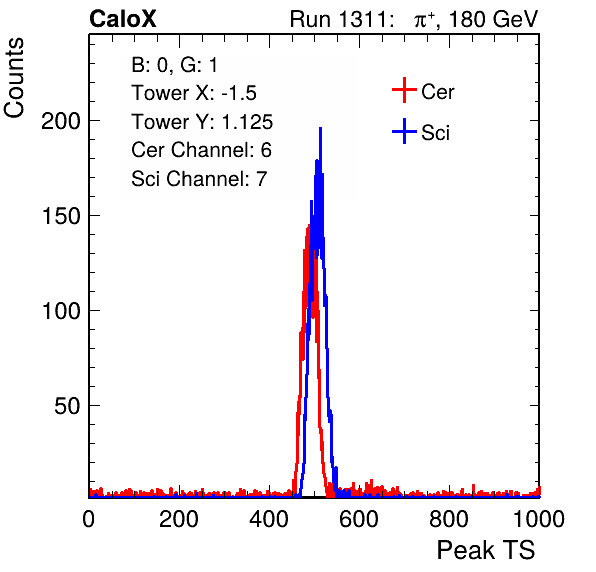 CaloX Run 1311: π⁺, 180 GeV
Counts
B: 0, G: 1
Tower X: -1.5
Tower Y: 1.125
Cer Channel: 6
Sci Channel: 7
Cer
Sci
200
150
100
50
0 200 400 600 800 1000
Peak TS